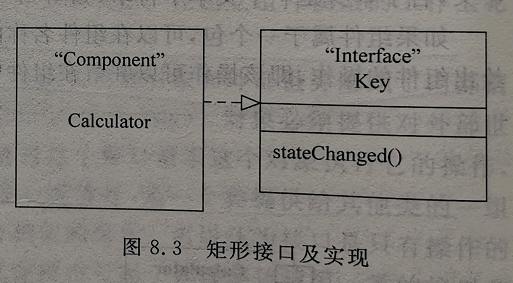 “Component”
Calculator
“Interface”
Key
stateChanged()
图 8.3 矩形接口及实现